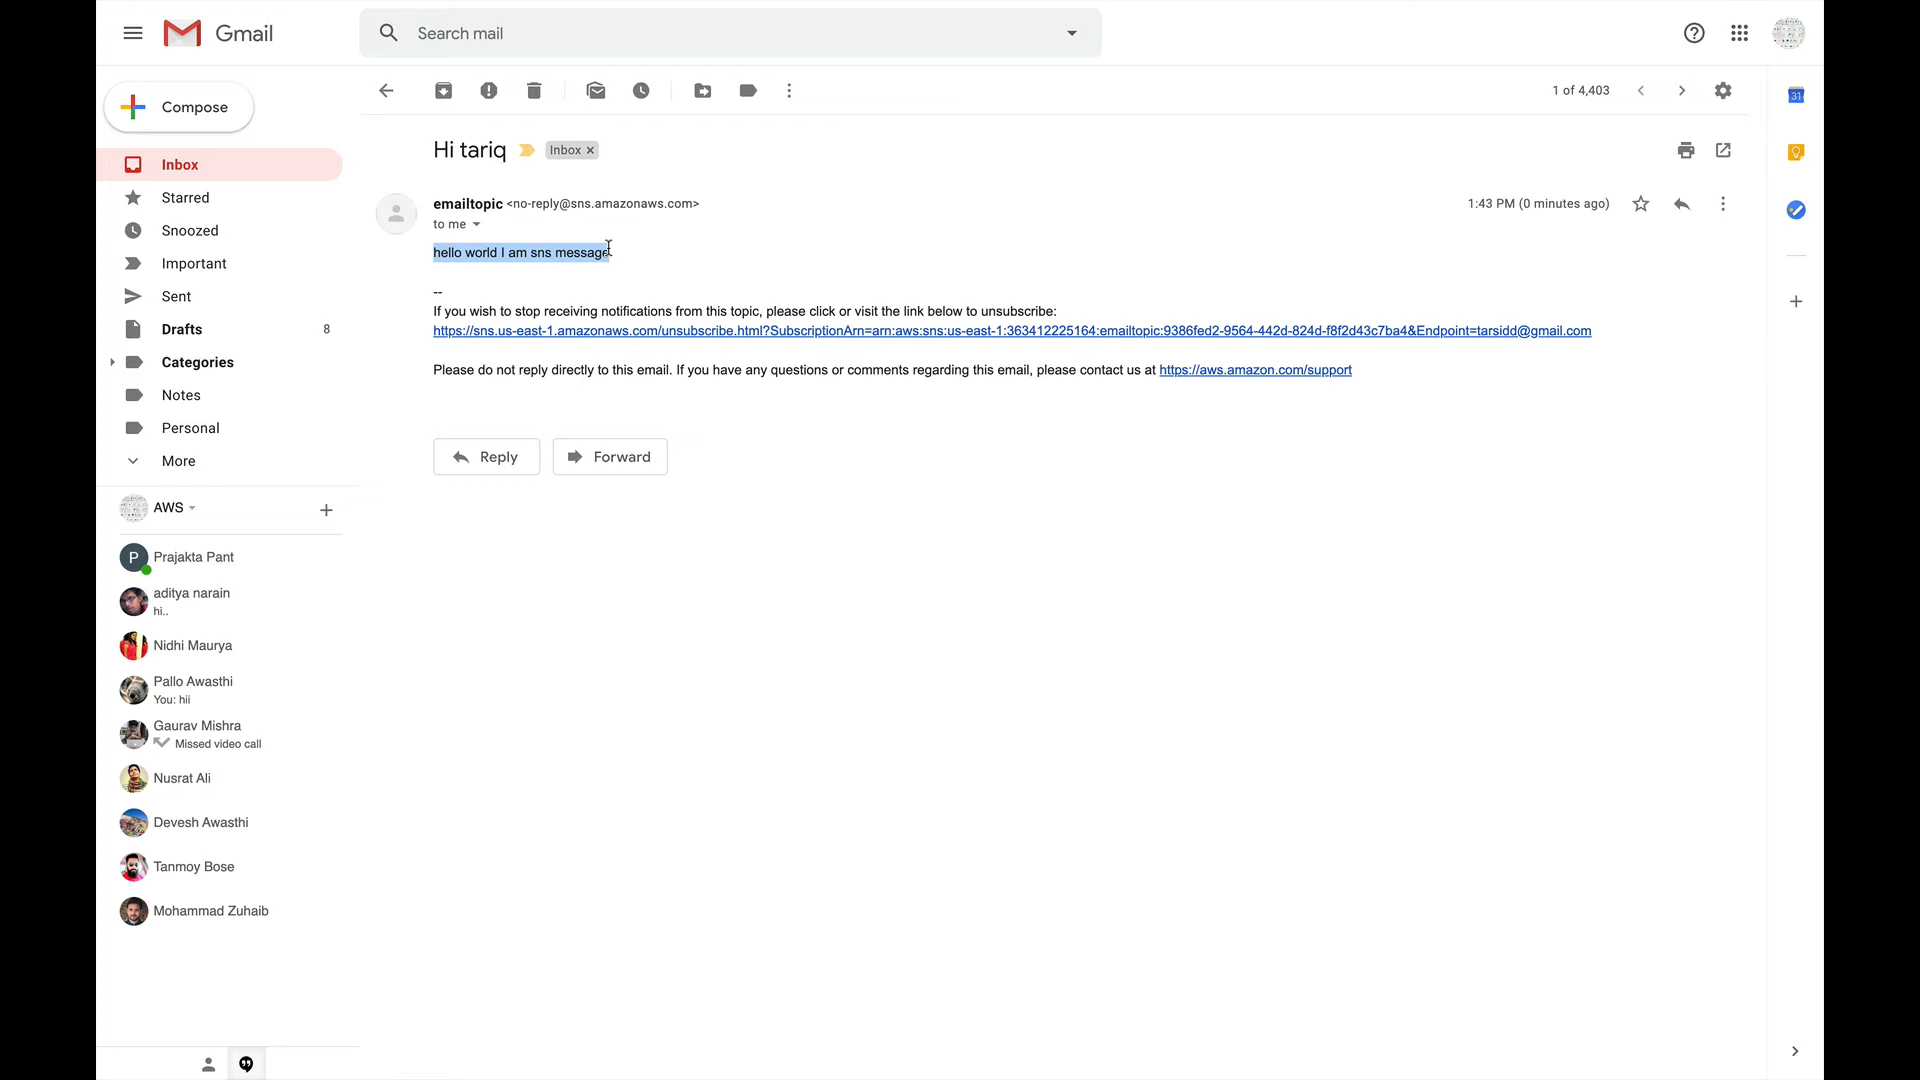 Gmail
Search mail
Compose
1 of 4,403
31
Inbox
Starred
Snoozed
Important
Sent
Drafts 8
Categories
Notes
Personal
More
AWS
P Prajakta Pant
aditya narain
hi..
Nidhi Maurya
Pallo Awasthi
You: hii
Gaurav Mishra
Missed video call
Nusrat Ali
Devesh Awasthi
Tanmoy Bose
Mohammad Zuhaib
Hi tariq Inbox ×
emailtopic <no-reply@sns.amazonaws.com> 1:43 PM (0 minutes ago)
to me
hello world I am sns message
--
If you wish to stop receiving notifications from this topic, please click or visit the link below to unsubscribe:
https://sns.us-east-1.amazonaws.com/unsubscribe.html?SubscriptionArn=arn:aws:sns:us-east-1:363412225164:emailtopic:9386fed2-9564-442d-824d-f8f2d43c7ba4&Endpoint=tarsidd@gmail.com
Please do not reply directly to this email. If you have any questions or comments regarding this email, please contact us at https://aws.amazon.com/support
Reply Forward